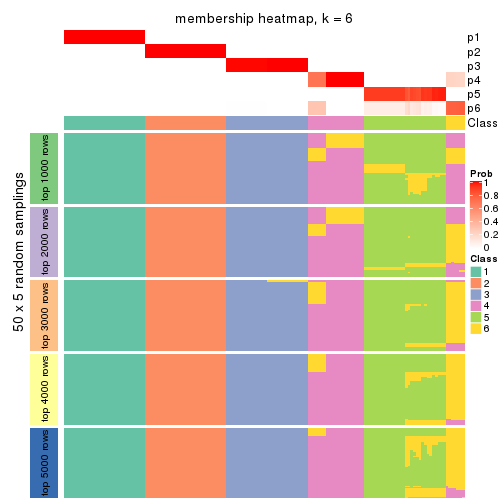 membership heatmap, k = 6
p1
p2
p3
p4
p5
p6
Class
50 x 5 random samplings
top 1000 rows
top 2000 rows
top 3000 rows
top 4000 rows
top 5000 rows
Prob
1
0.8
0.6
0.4
0.2
0
Class
1
2
3
4
5
6